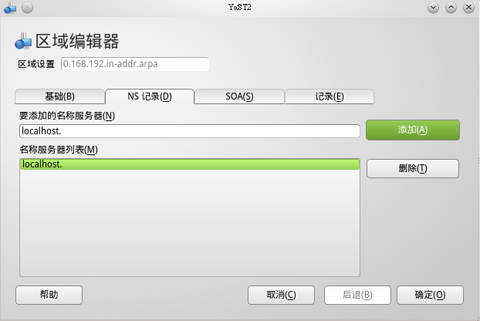 YaST2
区域编辑器
区域设置 0.168.192.in-addr.arpa
基础(B) NS 记录(D) SOA(S) 记录(E)
要添加的名称服务器(N)
localhost. 添加(A)
名称服务器列表(M)
localhost. 删除(T)
帮助 取消(C) 后退(B) 确定(O)